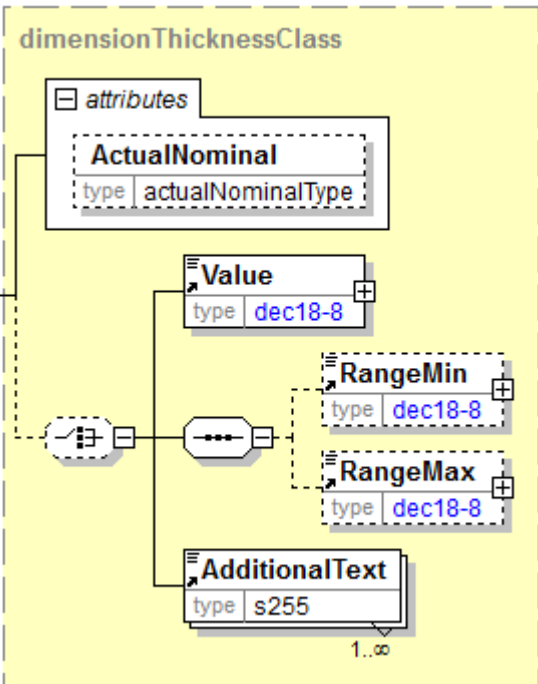 dimensionThicknessClass
attributes
ActualNominal
type actualNominalType
Value
type dec18-8
RangeMin
type dec18-8
RangeMax
type dec18-8
AdditionalText
type s255
1..∞